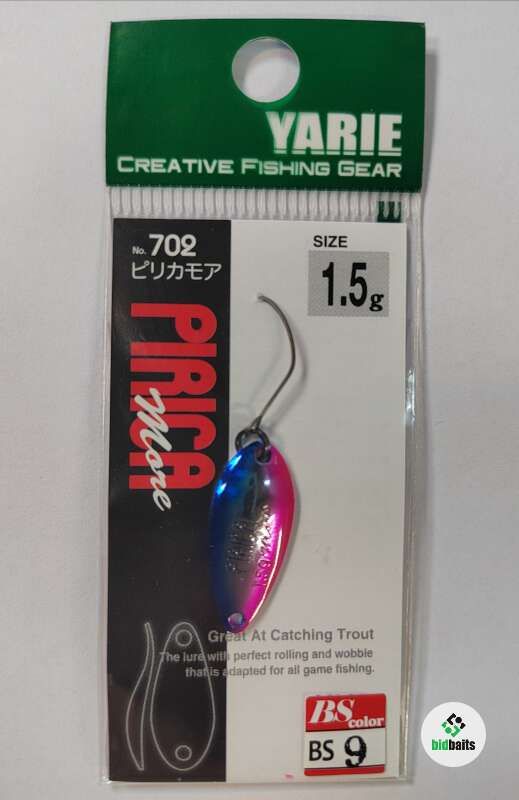 YARIE
CREATIVE FISHING GEAR
No. 702
ピリカモア
SIZE
1.5g
PIRICA
more
Great At Catching Trout
The lure with perfect rolling and wobble
that is adapted for all game fishing.
BS color
BS 9
bidbaits